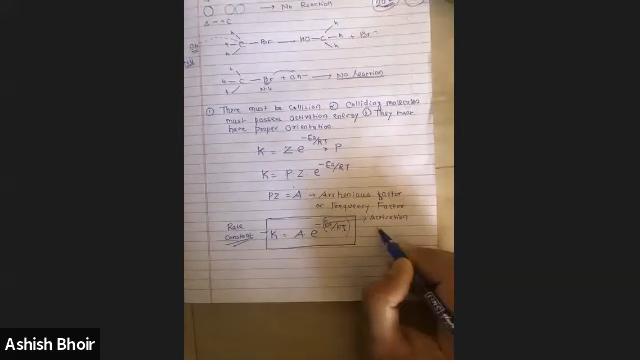 → No Reaction
H
H - C - Br → HO - C - H + Br⁻
H
H - C - Br + OH⁻ → No Reaction
① There must be collision ② Colliding molecules
must possess activation energy ③ They must
have proper orientation
K = Z e^-Ea/RT P
K = PZ e^-Ea/RT
PZ = A → Arrhenius factor
or Frequency Factor
Rate
Constant
K = A e^-(Ea/RT)
→ Activation
Ashish Bhoir